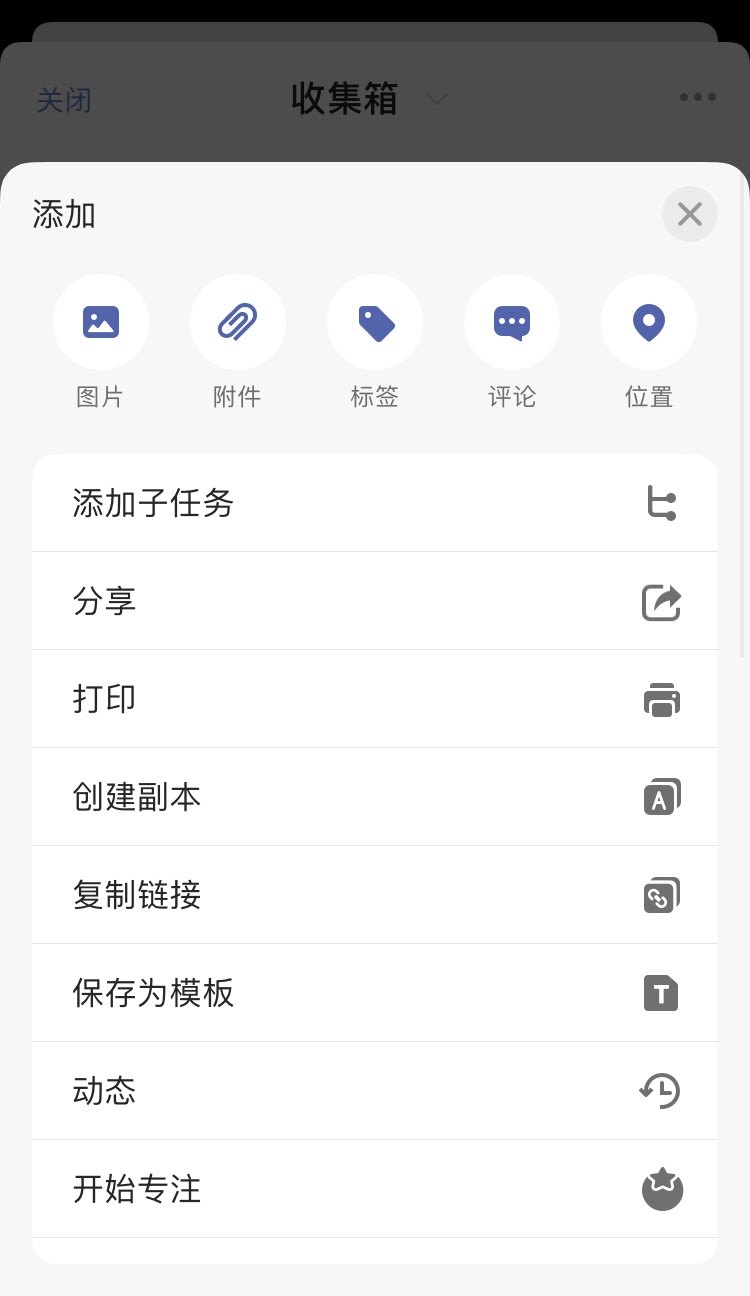 关闭
收集箱
添加
图片
附件
标签
评论
位置
添加子任务
分享
打印
创建副本
A
复制链接
保存为模板
T
动态
开始专注